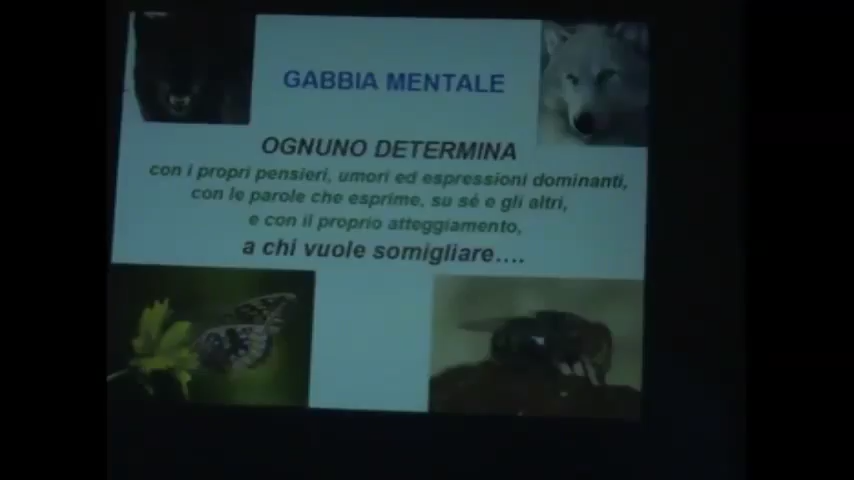 GABBIA MENTALE
OGNUNO DETERMINA
con i propri pensieri, umori ed espressioni dominanti,
con le parole che esprime, su sé e gli altri,
e con il proprio atteggiamento,
a chi vuole somigliare....